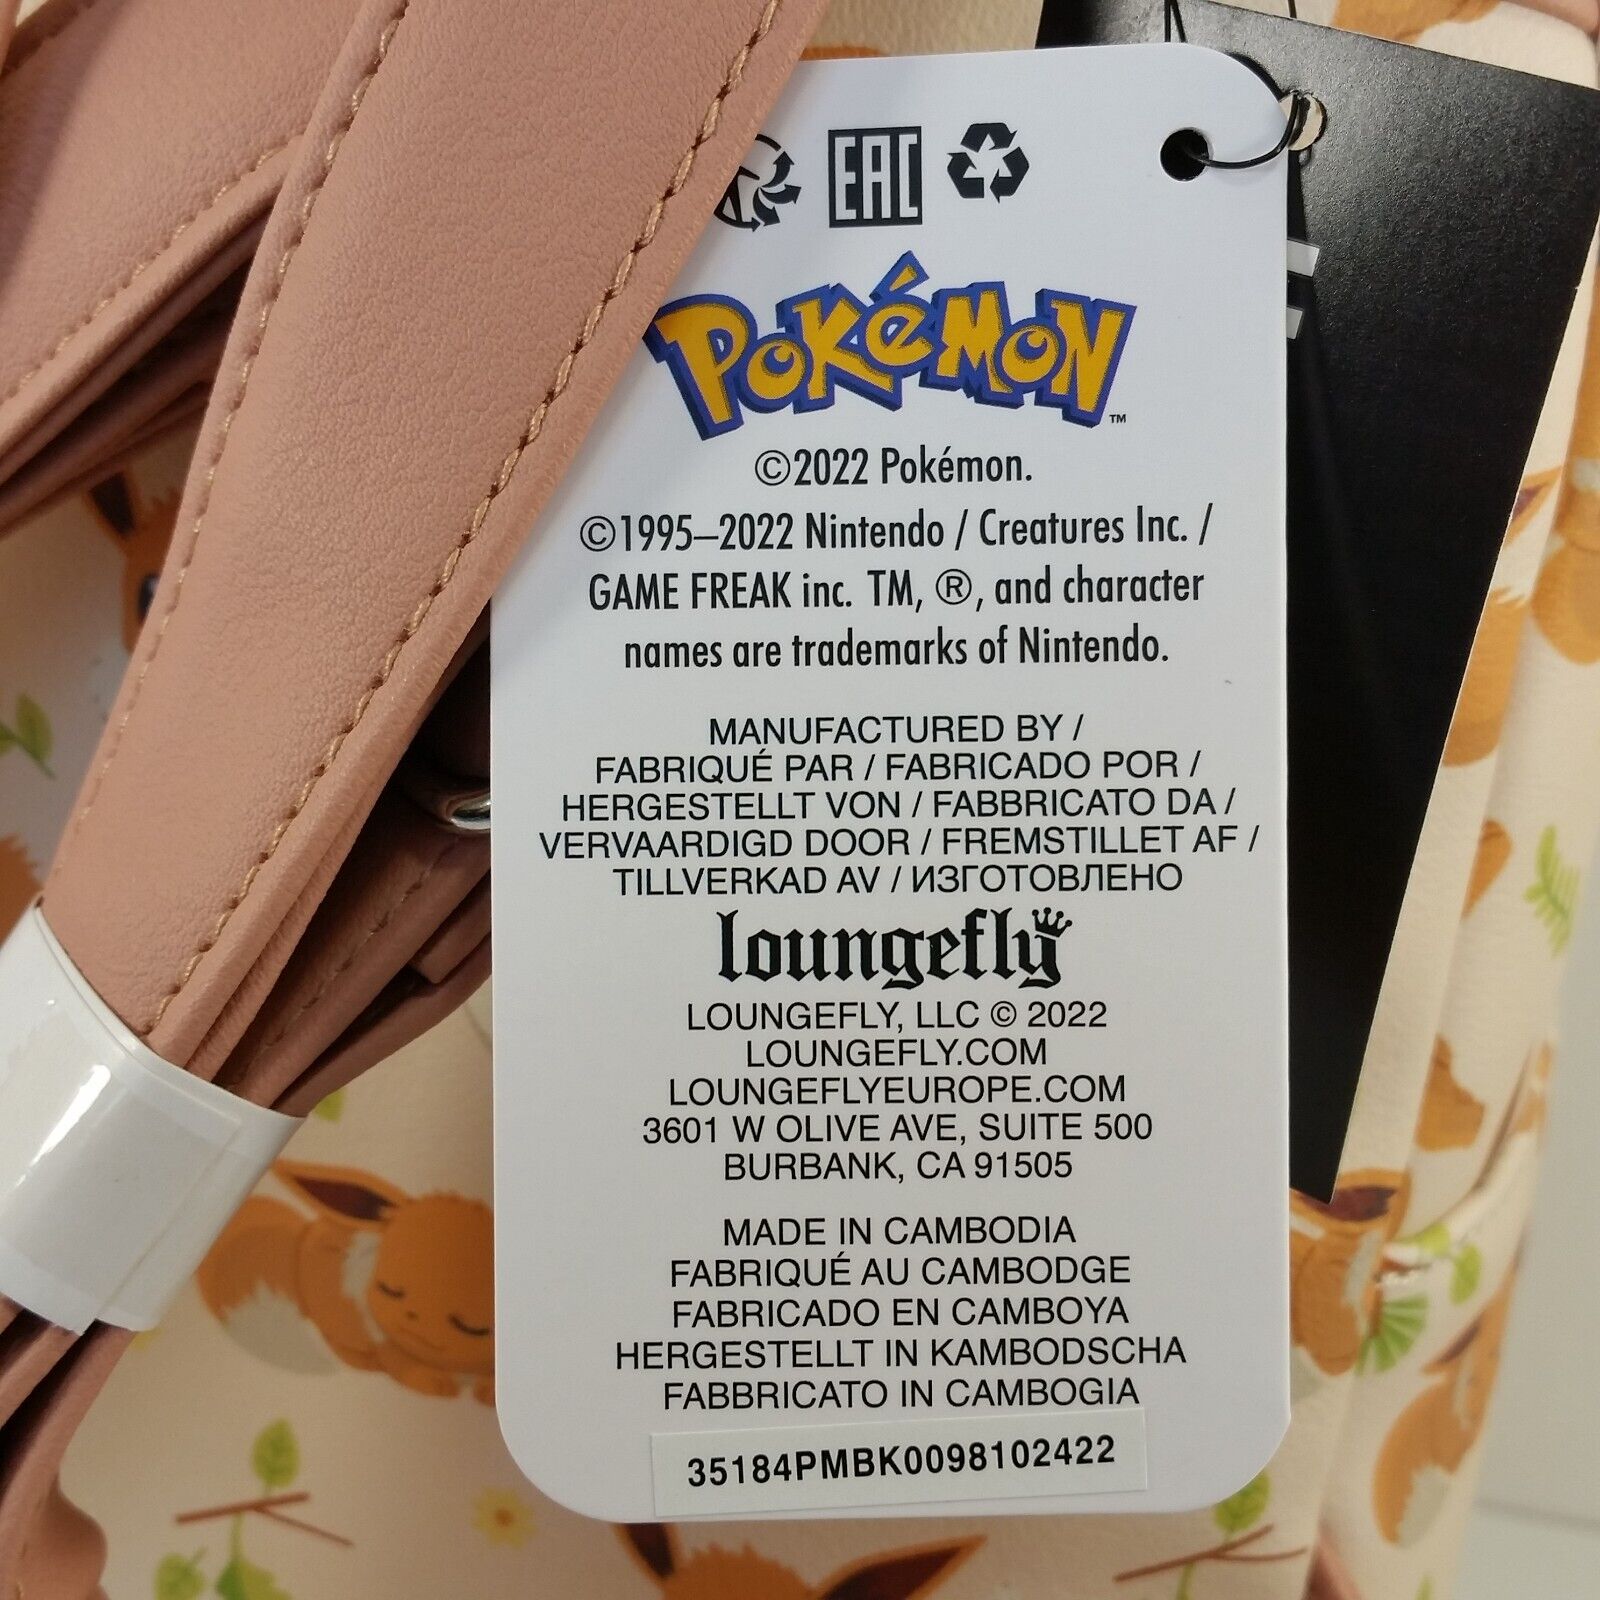 EAC
POKéMON™
©2022 Pokémon.
©1995–2022 Nintendo / Creatures Inc. /
GAME FREAK inc. TM, ®, and character
names are trademarks of Nintendo.
MANUFACTURED BY /
FABRIQUÉ PAR / FABRICADO POR /
HERGESTELLT VON / FABBRICATO DA /
VERVAARDIGD DOOR / FREMSTILLET AF /
TILLVERKAD AV / ИЗГОТОВЛЕНО
loungefly
LOUNGEFLY, LLC © 2022
LOUNGEFLY.COM
LOUNGEFLYEUROPE.COM
3601 W OLIVE AVE, SUITE 500
BURBANK, CA 91505
MADE IN CAMBODIA
FABRIQUÉ AU CAMBODGE
FABRICADO EN CAMBOYA
HERGESTELLT IN KAMBODSCHA
FABBRICATO IN CAMBOGIA
35184PMBK0098102422